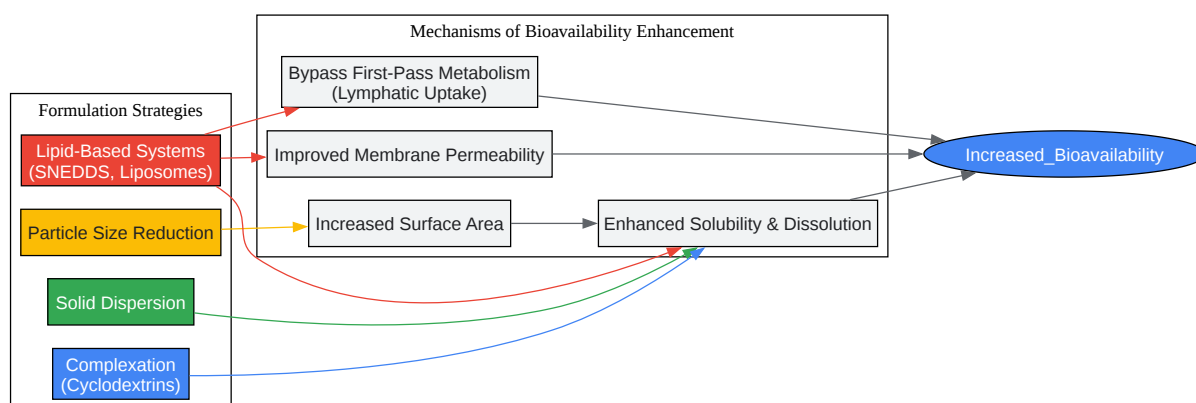 Mechanisms of Bioavailability Enhancement
Bypass First-Pass Metabolism
(Lymphatic Uptake)
Formulation Strategies
Lipid-Based Systems
(SNEDDS, Liposomes)
Improved Membrane Permeability
Increased_Bioavailability
Particle Size Reduction
Increased Surface Area
Enhanced Solubility & Dissolution
Solid Dispersion
Complexation
(Cyclodextrins)